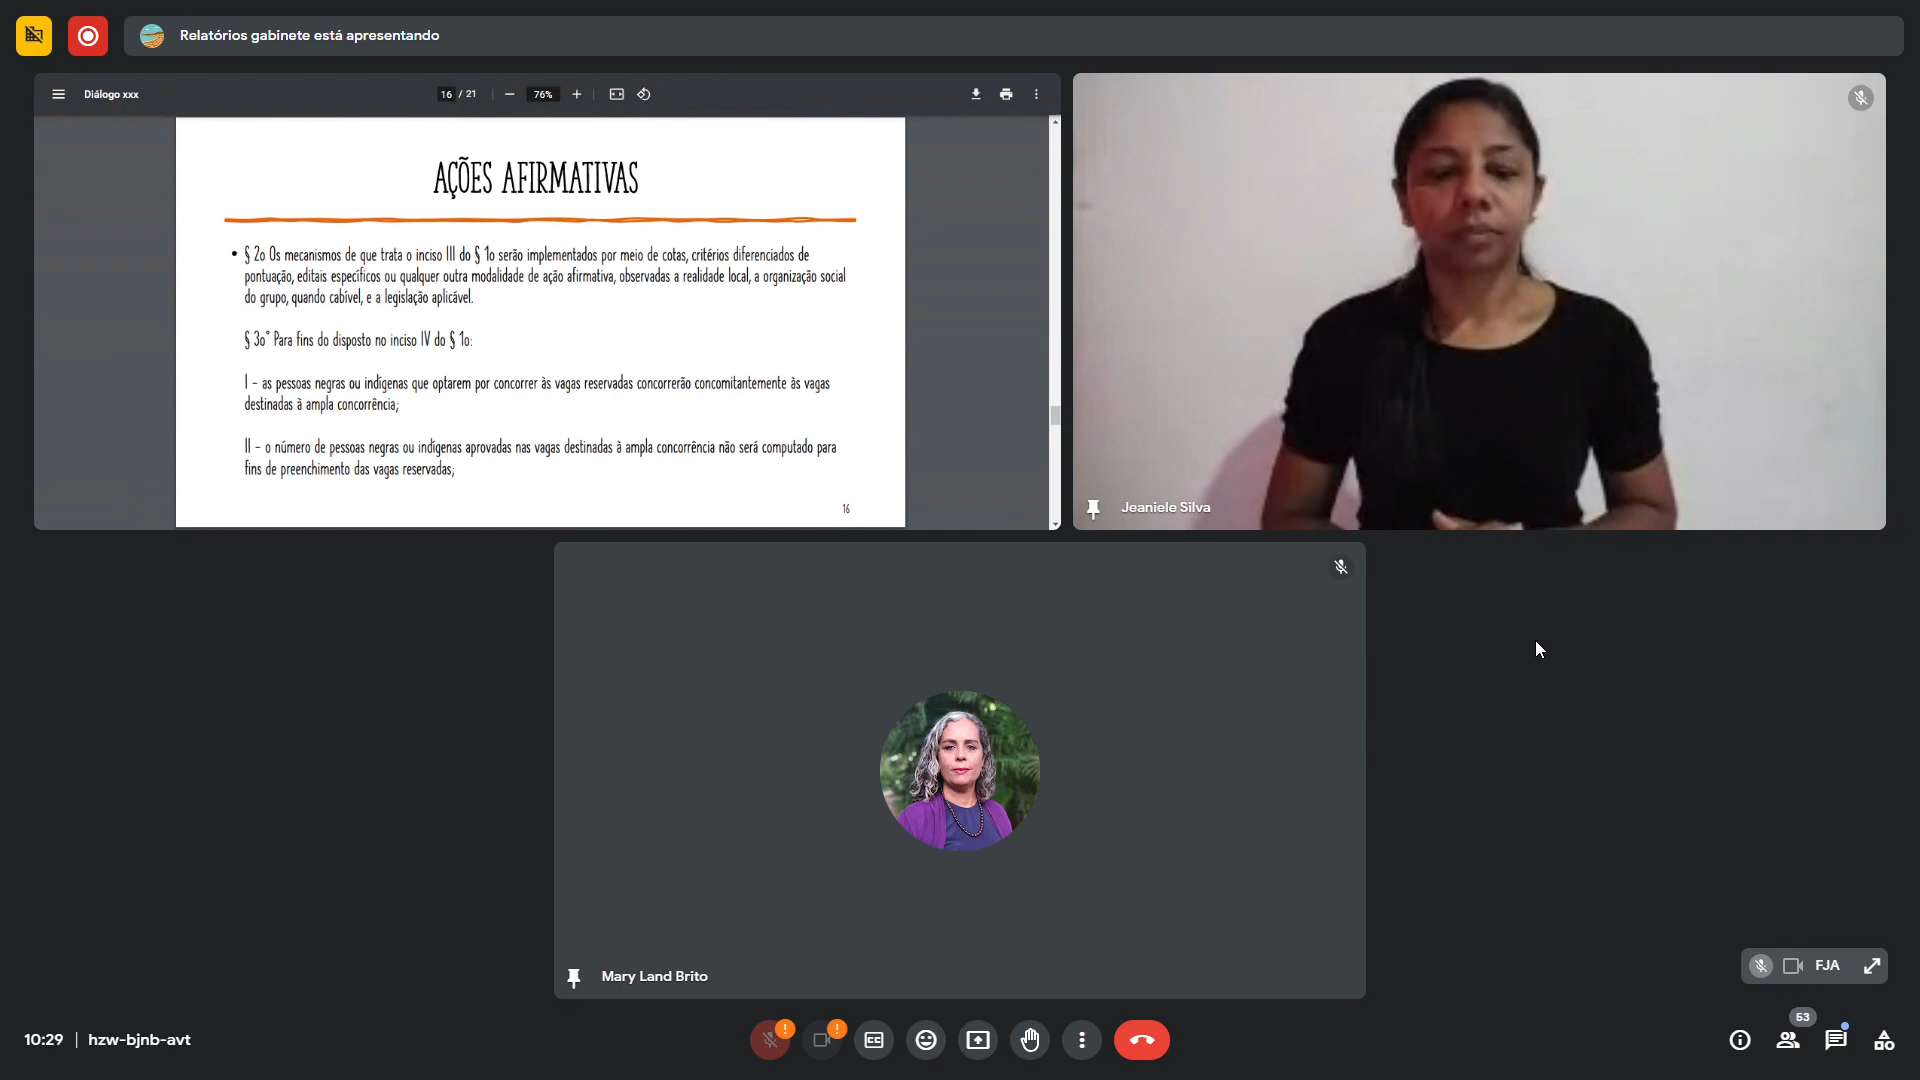 Relatórios gabinete está apresentando
Diálogo xxx
16 / 21
76%
AÇÕES AFIRMATIVAS
• § 2o Os mecanismos de que trata o inciso III do § 1o serão implementados por meio de cotas, critérios diferenciados de
pontuação, editais específicos ou qualquer outra modalidade de ação afirmativa, observadas a realidade local, a organização social
do grupo, quando cabível, e a legislação aplicável.
§ 3o° Para fins do disposto no inciso IV do § 1o:
I - as pessoas negras ou indígenas que optarem por concorrer às vagas reservadas concorrerão concomitantemente às vagas
destinadas à ampla concorrência;
II - o número de pessoas negras ou indígenas aprovadas nas vagas destinadas à ampla concorrência não será computado para
fins de preenchimento das vagas reservadas;
16
Jeaniele Silva
Mary Land Brito
FJA
10:29 | hzw-bjnb-avt
53